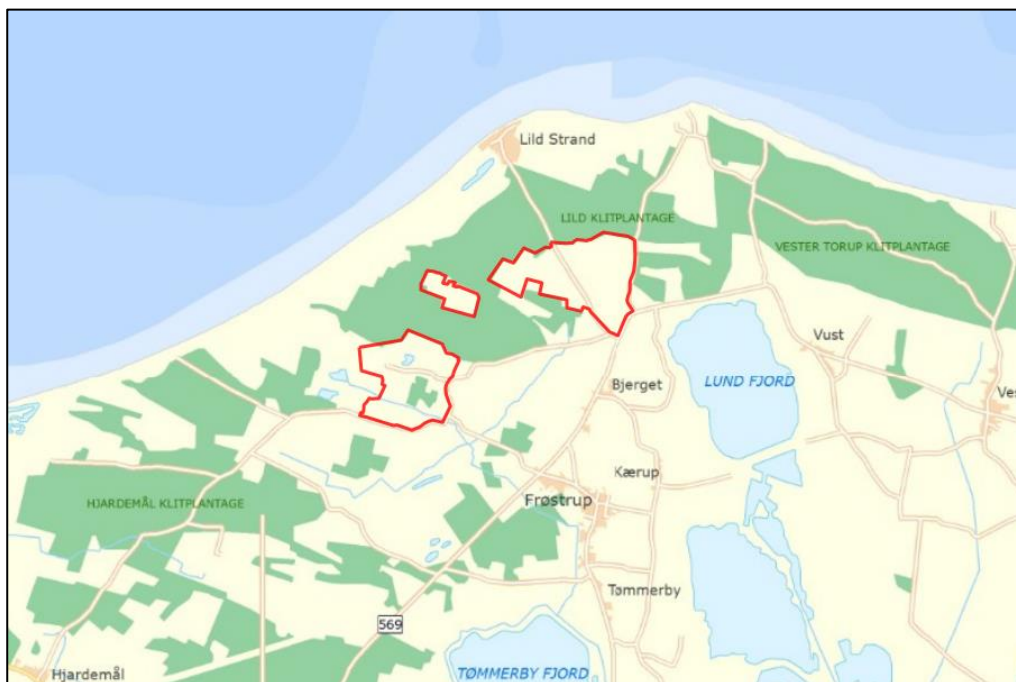 Lild Strand
LILD KLITPLANTAGE
VESTER TORUP KLITPLANTAGE
Vust
LUND FJORD
Bjerget
Ves
Kærup
HJARDEMÅL KLITPLANTAGE
Frøstrup
Tømmerby
569
Hjardemål
TØMMERBY FJORD